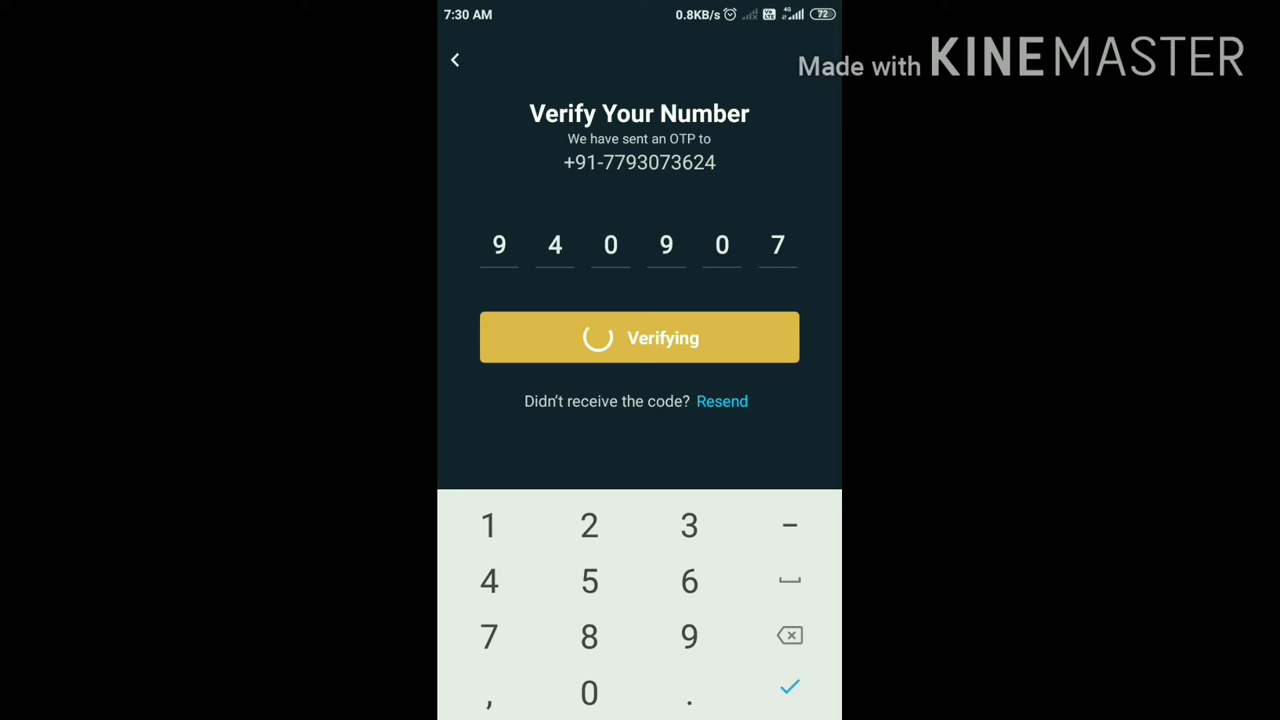 7:30 AM 0.8KB/s 4G 72
Made with KINEMASTER
Verify Your Number
We have sent an OTP to
+91-7793073624
9 4 0 9 0 7
Verifying
Didn't receive the code? Resend
1 2 3 -
4 5 6
7 8 9
, 0 .